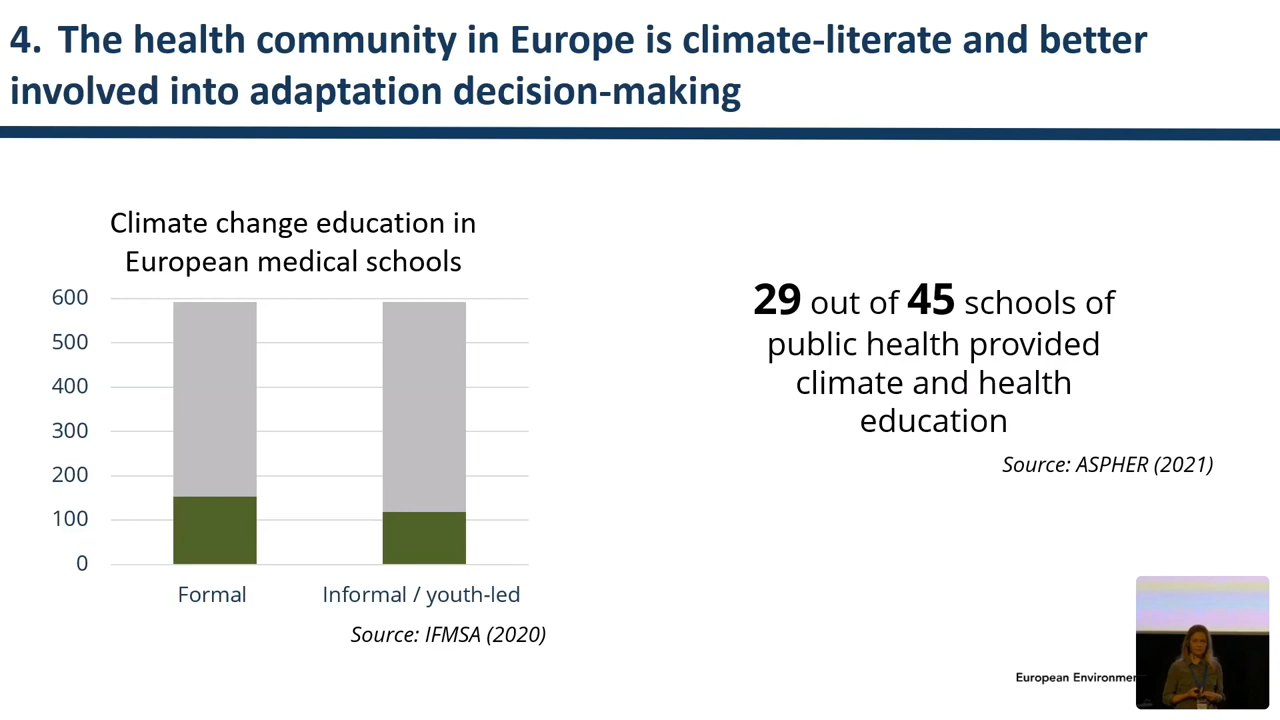 4. The health community in Europe is climate-literate and better
involved into adaptation decision-making
Climate change education in
European medical schools
600
500
400
300
200
100
0
Formal
Informal / youth-led
Source: IFMSA (2020)
29 out of 45 schools of
public health provided
climate and health
education
Source: ASPHER (2021)
European Environmen